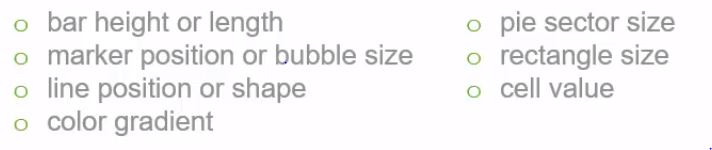 bar height or length
marker position or bubble size
line position or shape
color gradient
pie sector size
rectangle size
cell value